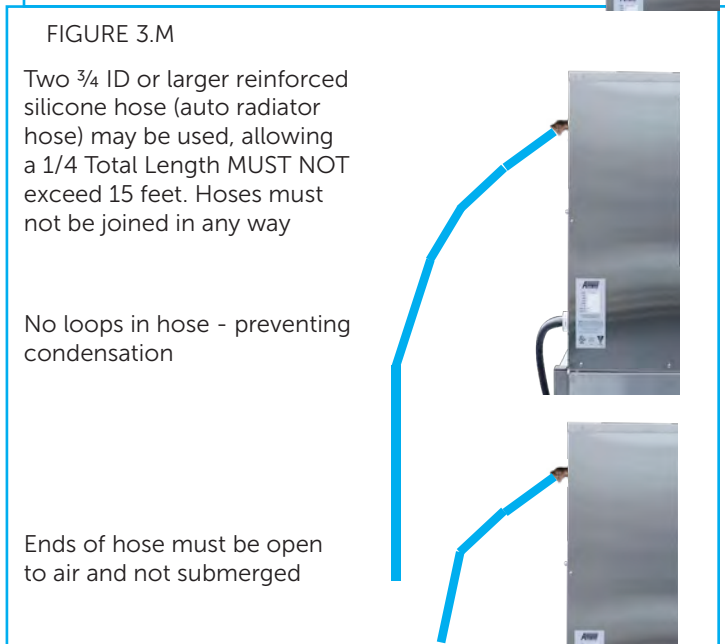 FIGURE 3.M
Two ¾ ID or larger reinforced
silicone hose (auto radiator
hose) may be used, allowing
a 1/4 Total Length MUST NOT
exceed 15 feet. Hoses must
not be joined in any way
No loops in hose - preventing
condensation
Ends of hose must be open
to air and not submerged